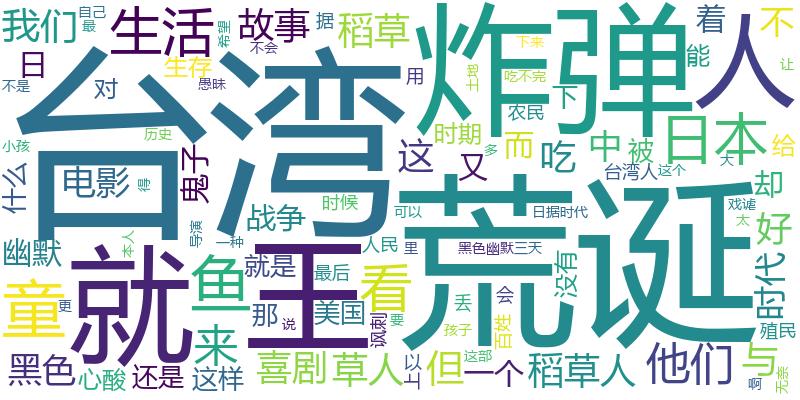 我们
自己
最
生活
希望
故事
据
稻草
炸弹
着
人
不
日
不是
对
生存
愚昧
不会
用
下来
吃不完
土地
能
让
台湾
农民
下
小孩
历史
时期
而
中
被
日本
给
什么
电影
得
鬼子
这
又
吃
多
台湾人
这个
大
却
时候
战争
荒诞
可以
日据时代
戏谑
太
好
幽默
本人
导演
一种
人民
里
黑色幽默
三天
没有
时代
就
王
鱼
就是
最后
看
童
更
来
那
说
美国
讽刺
要
丢
会
孩子
百姓
殖民
黑色
心酸
还是
这样
喜剧
草人
以上
但
这部
一个
稻草人
他们
与
啊
无奈